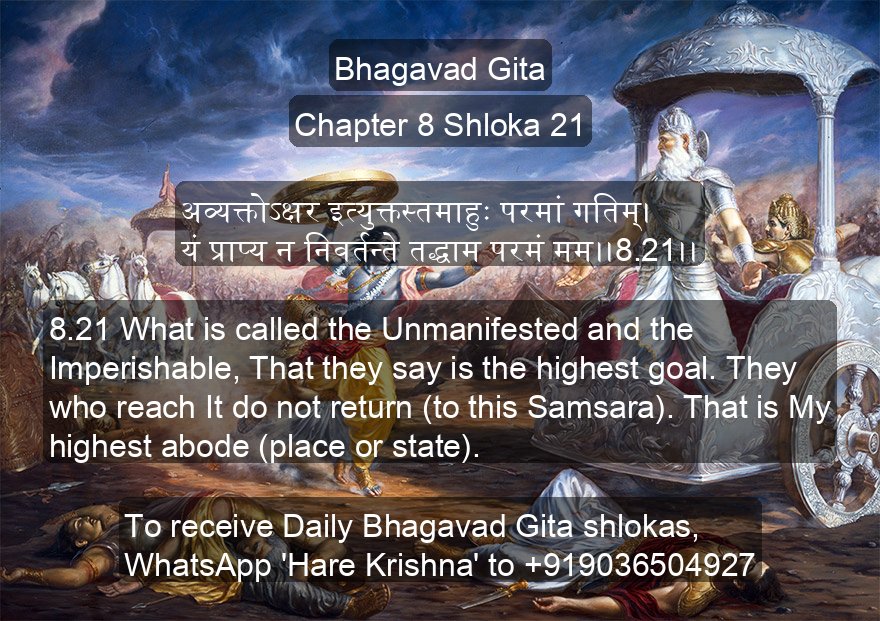 Bhagavad Gita
Chapter 8 Shloka 21
अव्यक्तोऽक्षर इत्युक्तस्तमाहुः परमां गतिम्।
यं प्राप्य न निवर्तन्ते तद्धाम परमं मम।।8.21।।
8.21 What is called the Unmanifested and the
Imperishable, That they say is the highest goal. They
who reach It do not return (to this Samsara). That is My
highest abode (place or state).
To receive Daily Bhagavad Gita shlokas,
WhatsApp 'Hare Krishna' to +919036504927